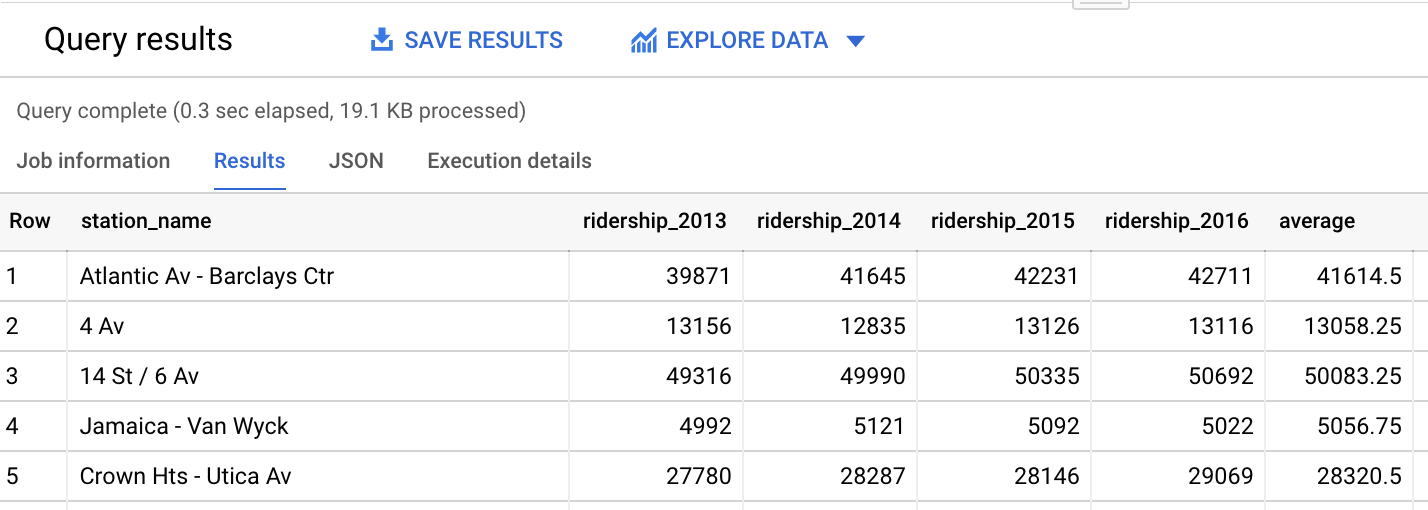 Query results SAVE RESULTS EXPLORE DATA
Query complete (0.3 sec elapsed, 19.1 KB processed)
Job information Results JSON Execution details
Row station_name ridership_2013 ridership_2014 ridership_2015 ridership_2016 average
1 Atlantic Av - Barclays Ctr 39871 41645 42231 42711 41614.5
2 4 Av 13156 12835 13126 13116 13058.25
3 14 St / 6 Av 49316 49990 50335 50692 50083.25
4 Jamaica - Van Wyck 4992 5121 5092 5022 5056.75
5 Crown Hts - Utica Av 27780 28287 28146 29069 28320.5